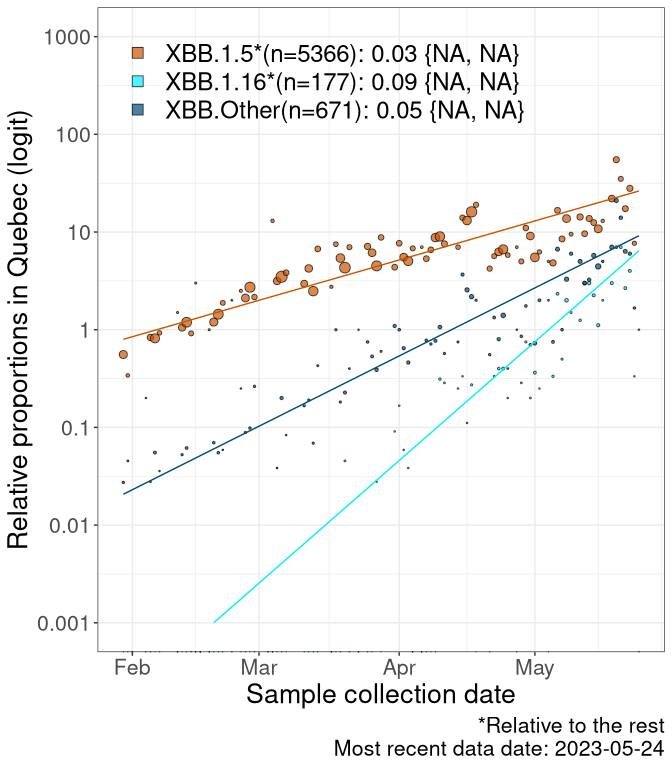 XBB.1.5*(n=5366): 0.03 {NA, NA}
XBB.1.16*(n=177): 0.09 {NA, NA}
XBB.Other(n=671): 0.05 {NA, NA}
Relative proportions in Quebec (logit)
1000
100
10
1
0.1
0.01
0.001
Feb Mar Apr May
Sample collection date
*Relative to the rest
Most recent data date: 2023-05-24